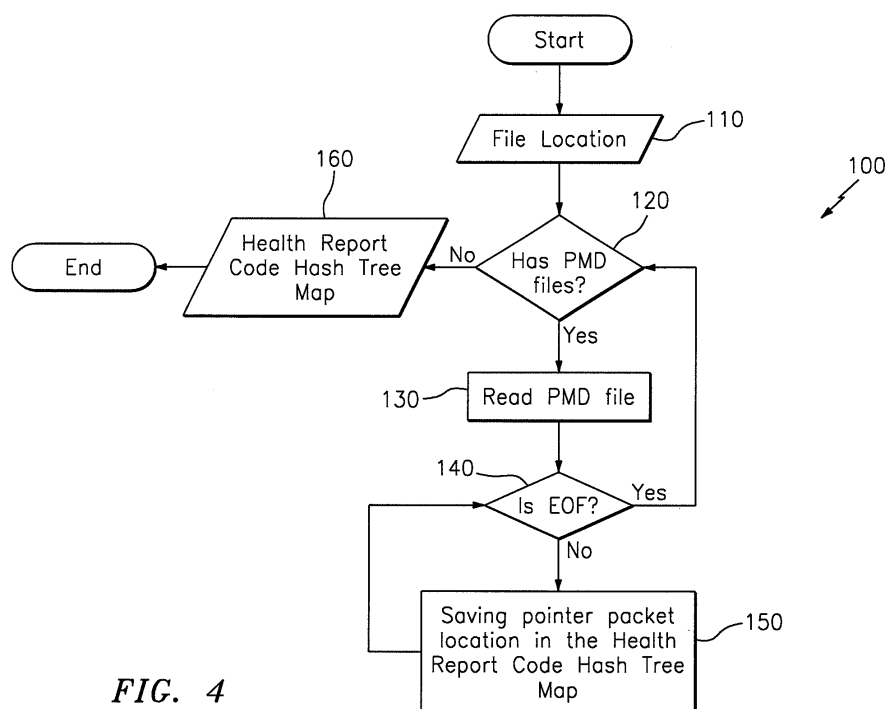 Start
File Location
110
100
160
120
Health Report
Code Hash Tree
Map
End
No
Has PMD
files?
Yes
130
Read PMD file
140
Is EOF?
Yes
No
Saving pointer packet
location in the Health
Report Code Hash Tree
Map
150
FIG. 4